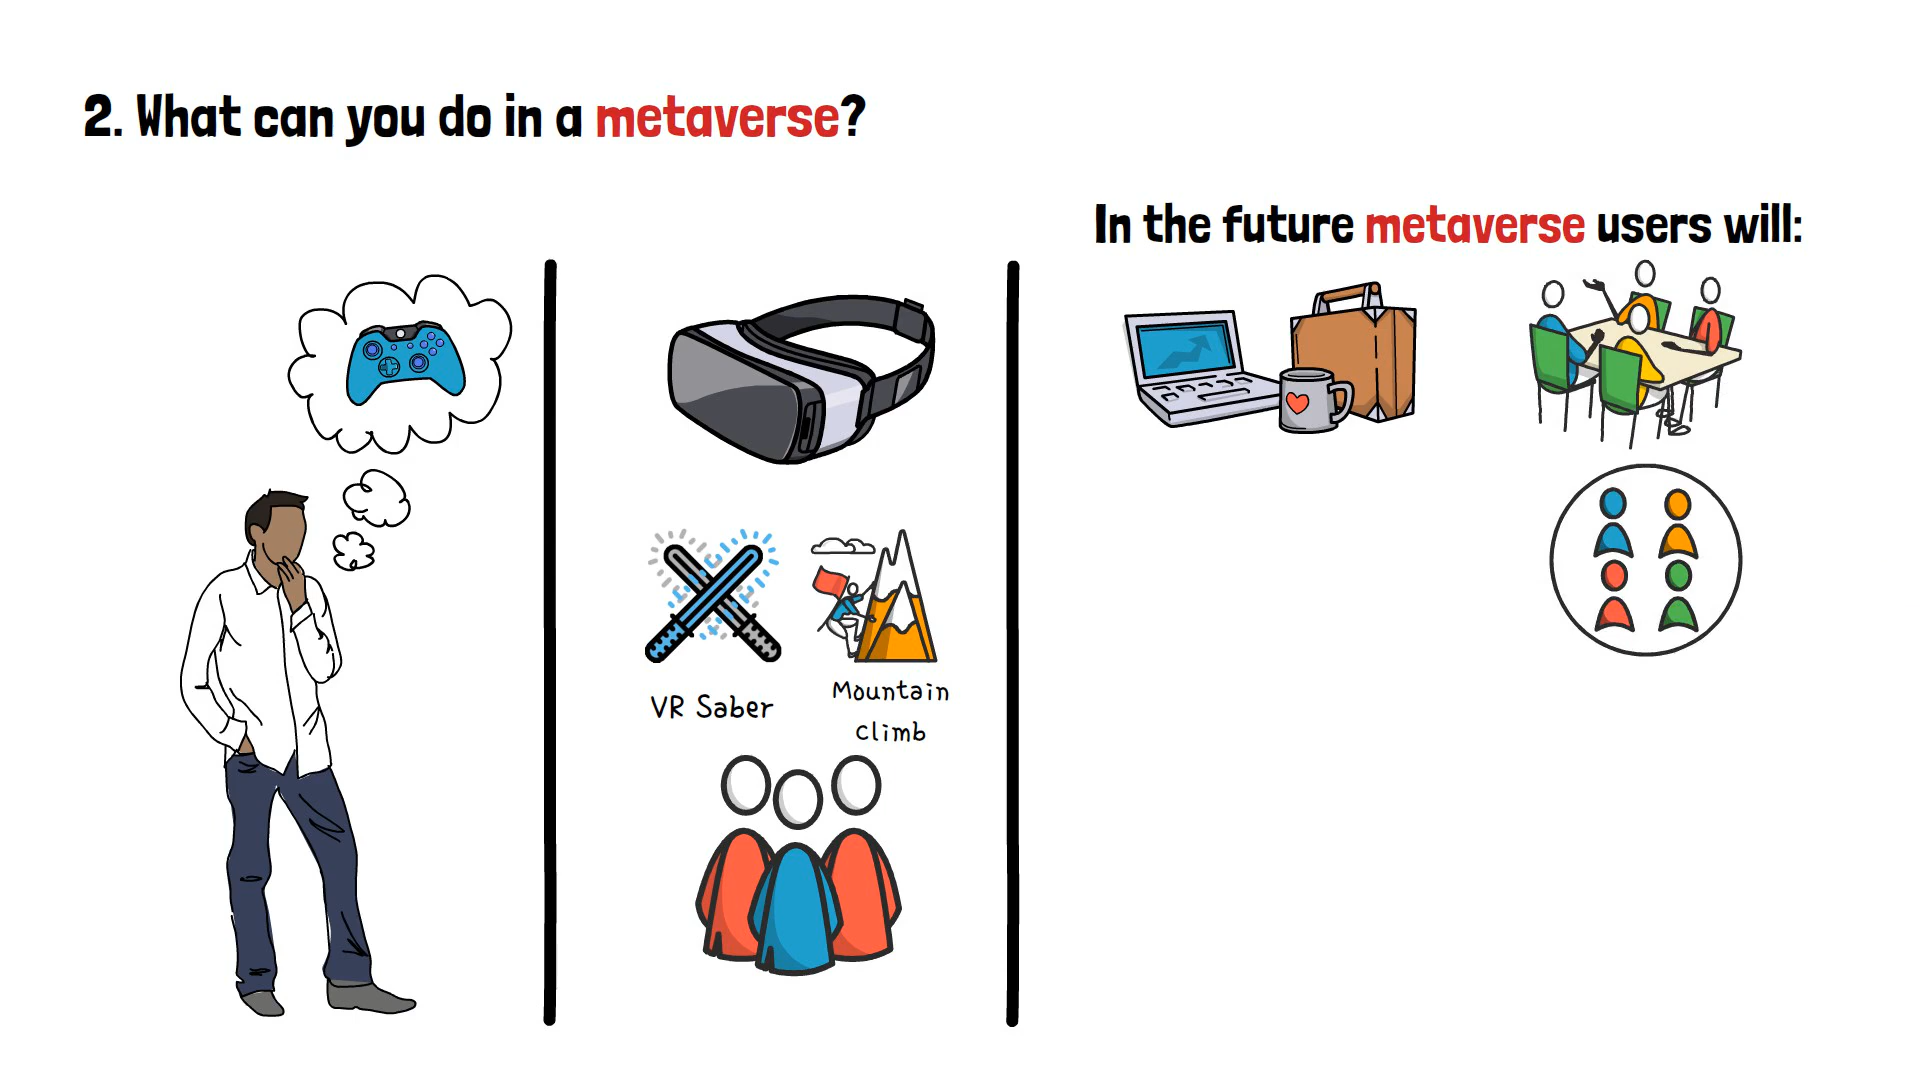 2. What can you do in a metaverse?
In the future metaverse users will:
VR Saber
Mountain
climb